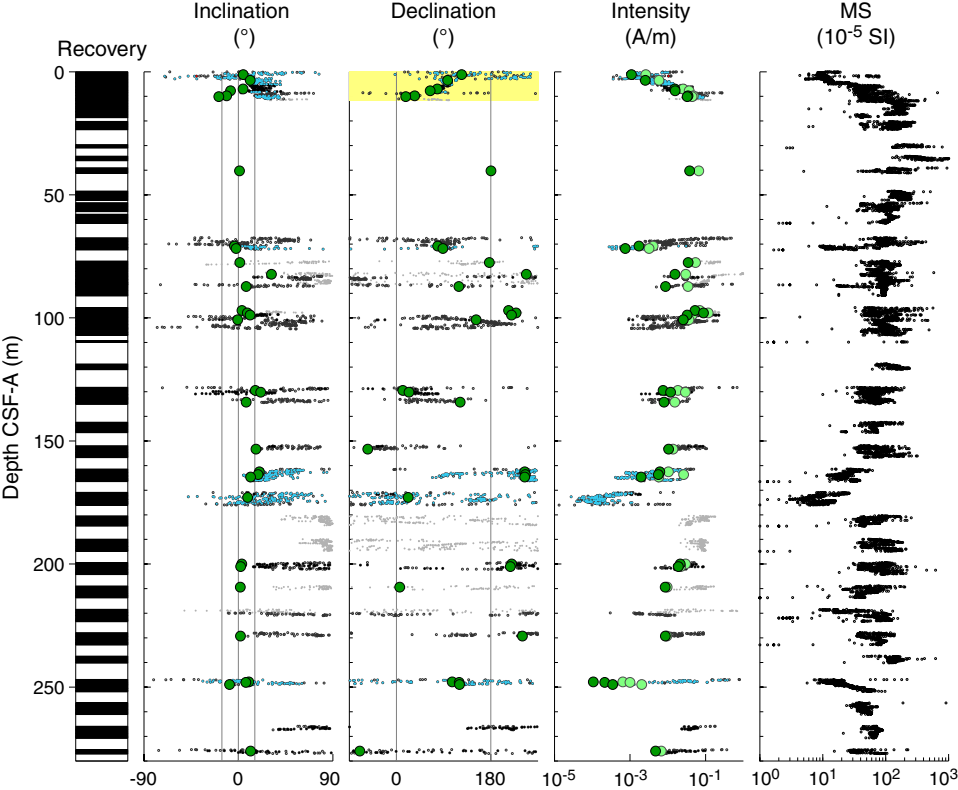 Inclination Declination Intensity MS
Recovery (°) (°) (A/m) (10-5 SI)
0
50
100
150
200
250
Depth CSF-A (m)
-90 0 90 0 180 10-5 10-3 10-1 100 101 102 103